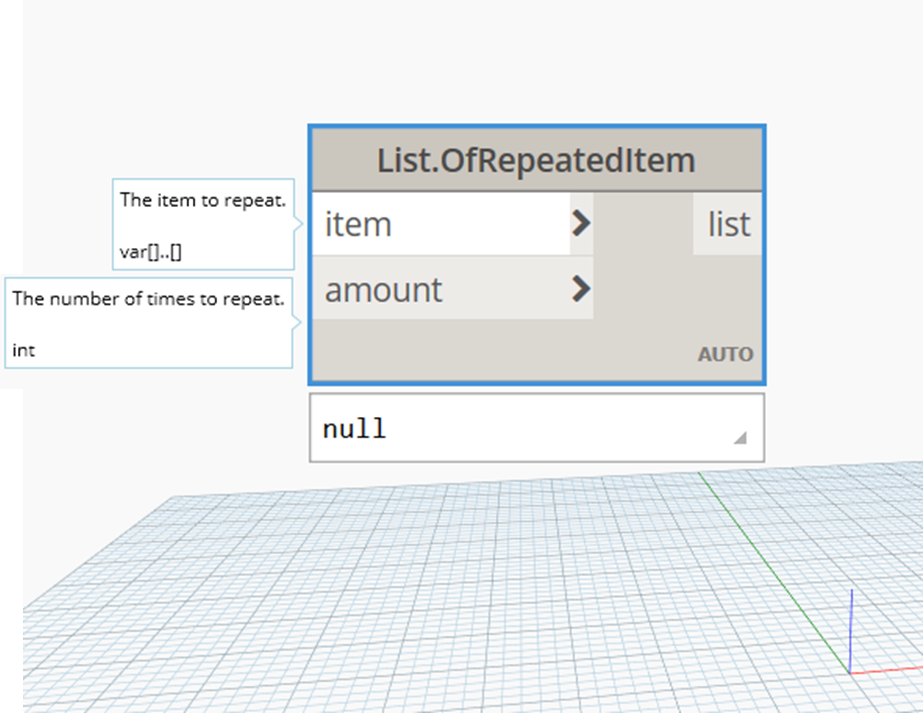 List.OfRepeatedItem
The item to repeat.
var[]..[]
item
list
The number of times to repeat.
int
amount
AUTO
null